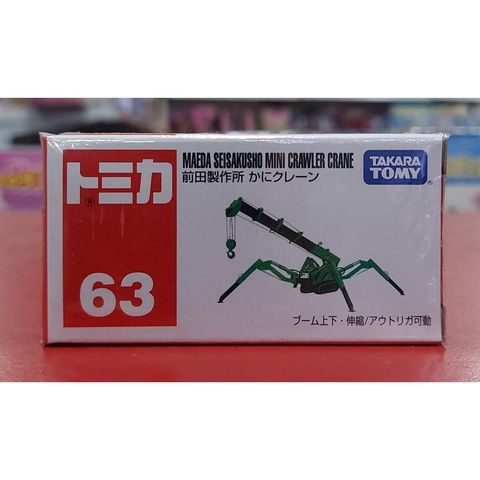 トミカ
®
63
MAEDA SEISAKUSHO MINI CRAWLER CRANE
前田製作所 かにクレーン
TAKARA
TOMY
ブーム上下・伸縮/アウトリガ可動